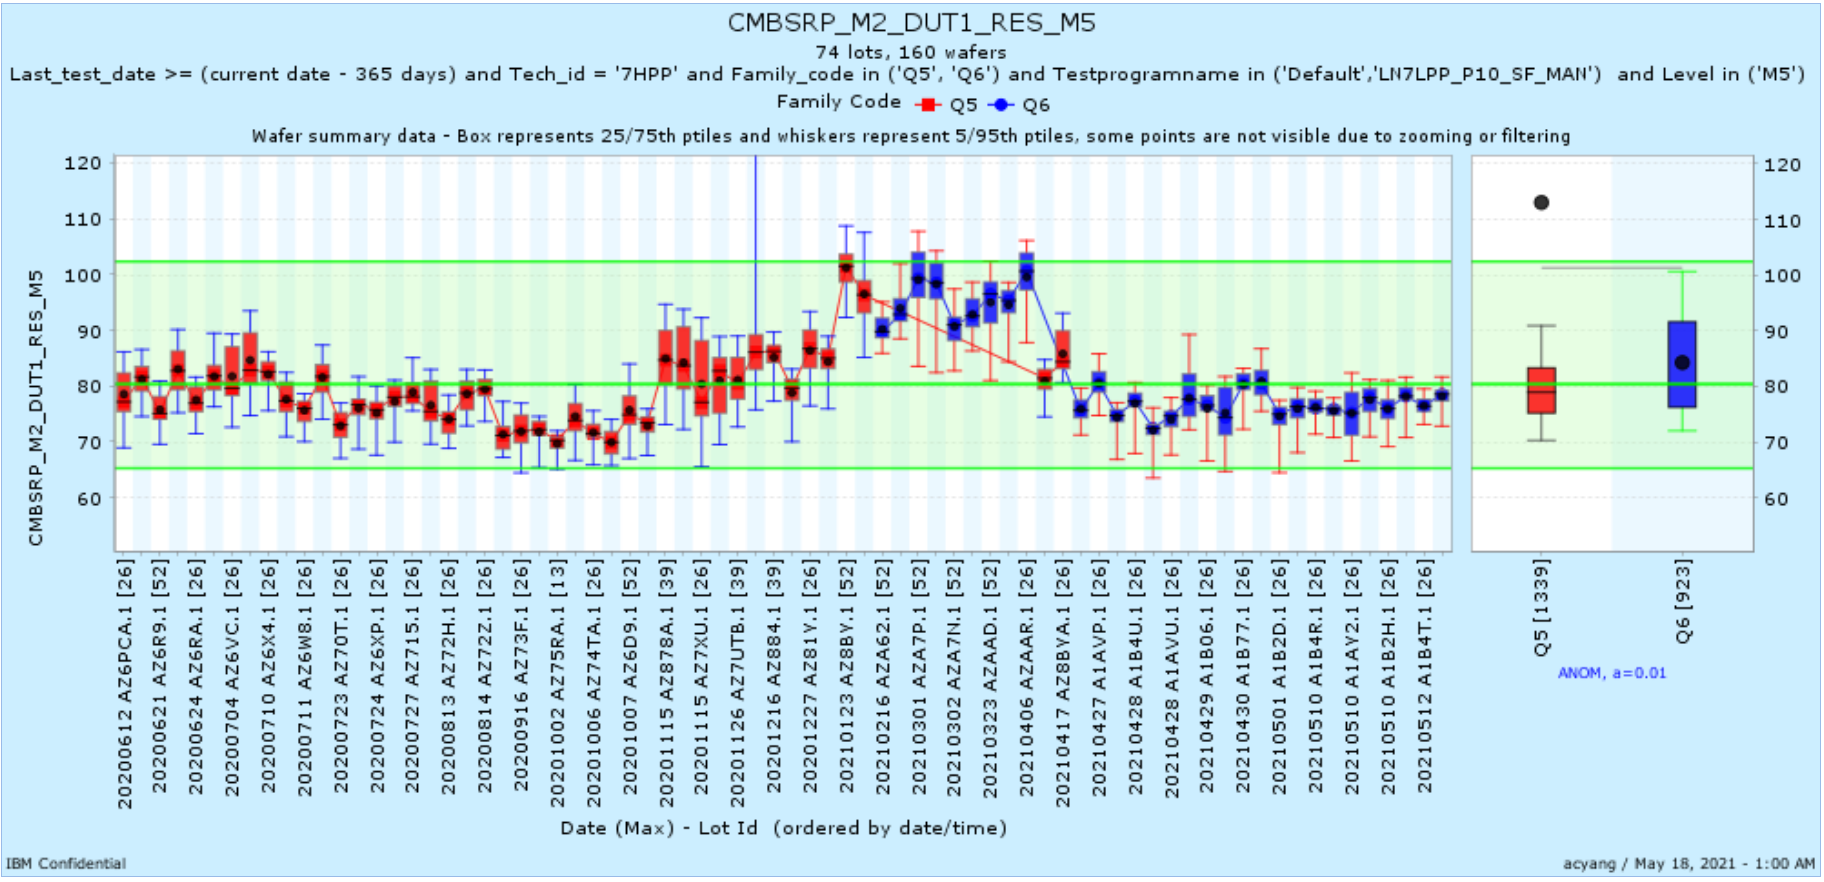 CMBSRP_M2_DUT1_RES_M5
74 lots, 160 wafers
Last_test_date >= (current date - 365 days) and Tech_id = '7HPP' and Family_code in ('Q5', 'Q6') and Testprogramname in ('Default','LN7LPP_P10_SF_MAN')  and Level in ('M5')
Family Code Q5 Q6
Wafer summary data - Box represents 25/75th ptiles and whiskers represent 5/95th ptiles, some points are not visible due to zooming or filtering
CMBSRP_M2_DUT1_RES_M5
120
110
100
90
80
70
60
120
110
100
90
80
70
60
20200612 AZ6PCA.1 [26]
20200621 AZ6R9.1 [52]
20200624 AZ6RA.1 [26]
20200704 AZ6VC.1 [26]
20200710 AZ6X4.1 [26]
20200711 AZ6W8.1 [26]
20200723 AZ70T.1 [26]
20200724 AZ6XP.1 [26]
20200727 AZ715.1 [26]
20200813 AZ72H.1 [26]
20200814 AZ72Z.1 [26]
20200916 AZ73F.1 [26]
20201002 AZ75RA.1 [13]
20201006 AZ74TA.1 [26]
20201007 AZ6D9.1 [52]
20201115 AZ878A.1 [39]
20201115 AZ7XU.1 [26]
20201126 AZ7UTB.1 [39]
20201216 AZ884.1 [39]
20201227 AZ81Y.1 [26]
20210123 AZ8BY.1 [52]
20210216 AZA62.1 [52]
20210301 AZA7P.1 [52]
20210302 AZA7N.1 [52]
20210323 AZAAD.1 [52]
20210406 AZAAR.1 [26]
20210417 AZ8BYA.1 [26]
20210427 A1AVP.1 [26]
20210428 A1B4U.1 [26]
20210428 A1AVU.1 [26]
20210429 A1B06.1 [26]
20210430 A1B77.1 [26]
20210501 A1B2D.1 [26]
20210510 A1B4R.1 [26]
20210510 A1AY2.1 [26]
20210510 A1B2H.1 [26]
20210512 A1B4T.1 [26]
Q5 [1339]
Q6 [923]
ANOM, a=0.01
Date (Max) - Lot Id  (ordered by date/time)
IBM Confidential
acyang / May 18, 2021 - 1:00 AM